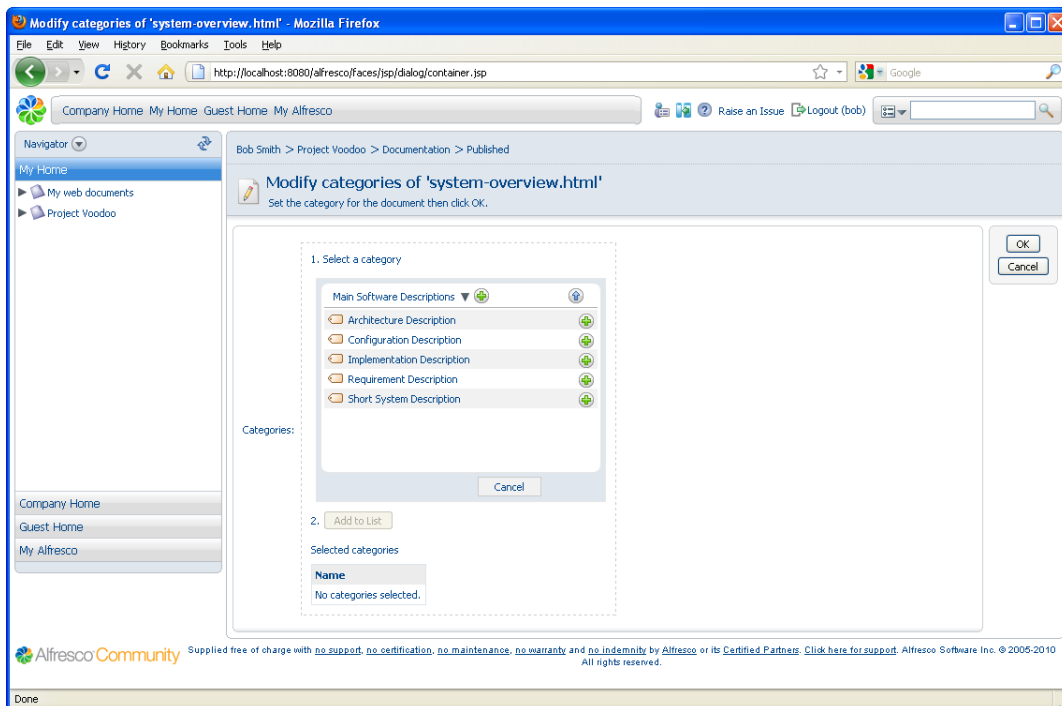 Modify categories of 'system-overview.html' - Mozilla Firefox
File Edit View History Bookmarks Tools Help
http://localhost:8080/alfresco/faces/jsp/dialog/container.jsp
Google
Company Home My Home Guest Home My Alfresco
Raise an Issue Logout (bob)
Navigator
Bob Smith > Project Voodoo > Documentation > Published
My Home
My web documents
Project Voodoo
Modify categories of 'system-overview.html'
Set the category for the document then click OK.
OK
Cancel
1. Select a category
Main Software Descriptions
Architecture Description
Configuration Description
Implementation Description
Requirement Description
Short System Description
Categories:
Cancel
2. Add to List
Selected categories
Name
No categories selected.
Company Home
Guest Home
My Alfresco
Alfresco Community
Supplied free of charge with no support, no certification, no maintenance, no warranty and no indemnity by Alfresco or its Certified Partners. Click here for support. Alfresco Software Inc. © 2005-2010
All rights reserved.
Done